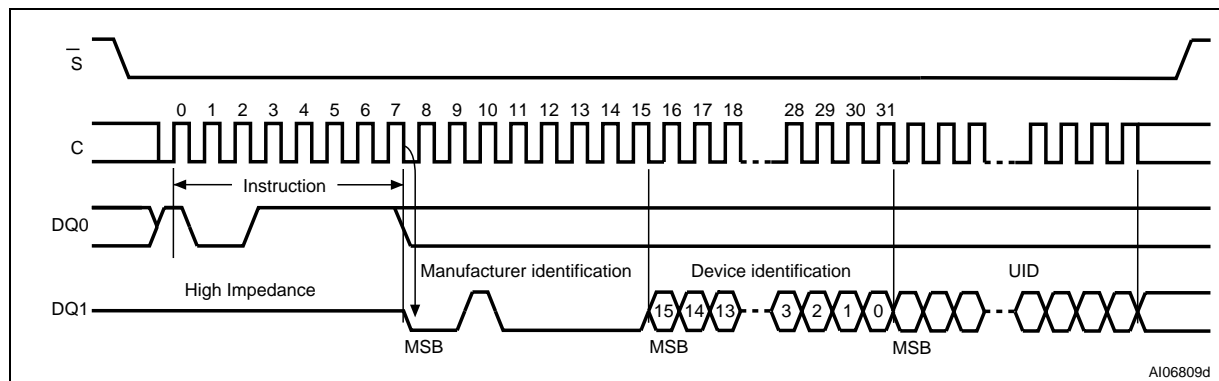 S
0 1 2 3 4 5 6 7 8 9 10 11 12 13 14 15 16 17 18 28 29 30 31
C
Instruction
DQ0
Manufacturer identification Device identification UID
High Impedance
DQ1 15 14 13 3 2 1 0
MSB MSB MSB
AI06809d